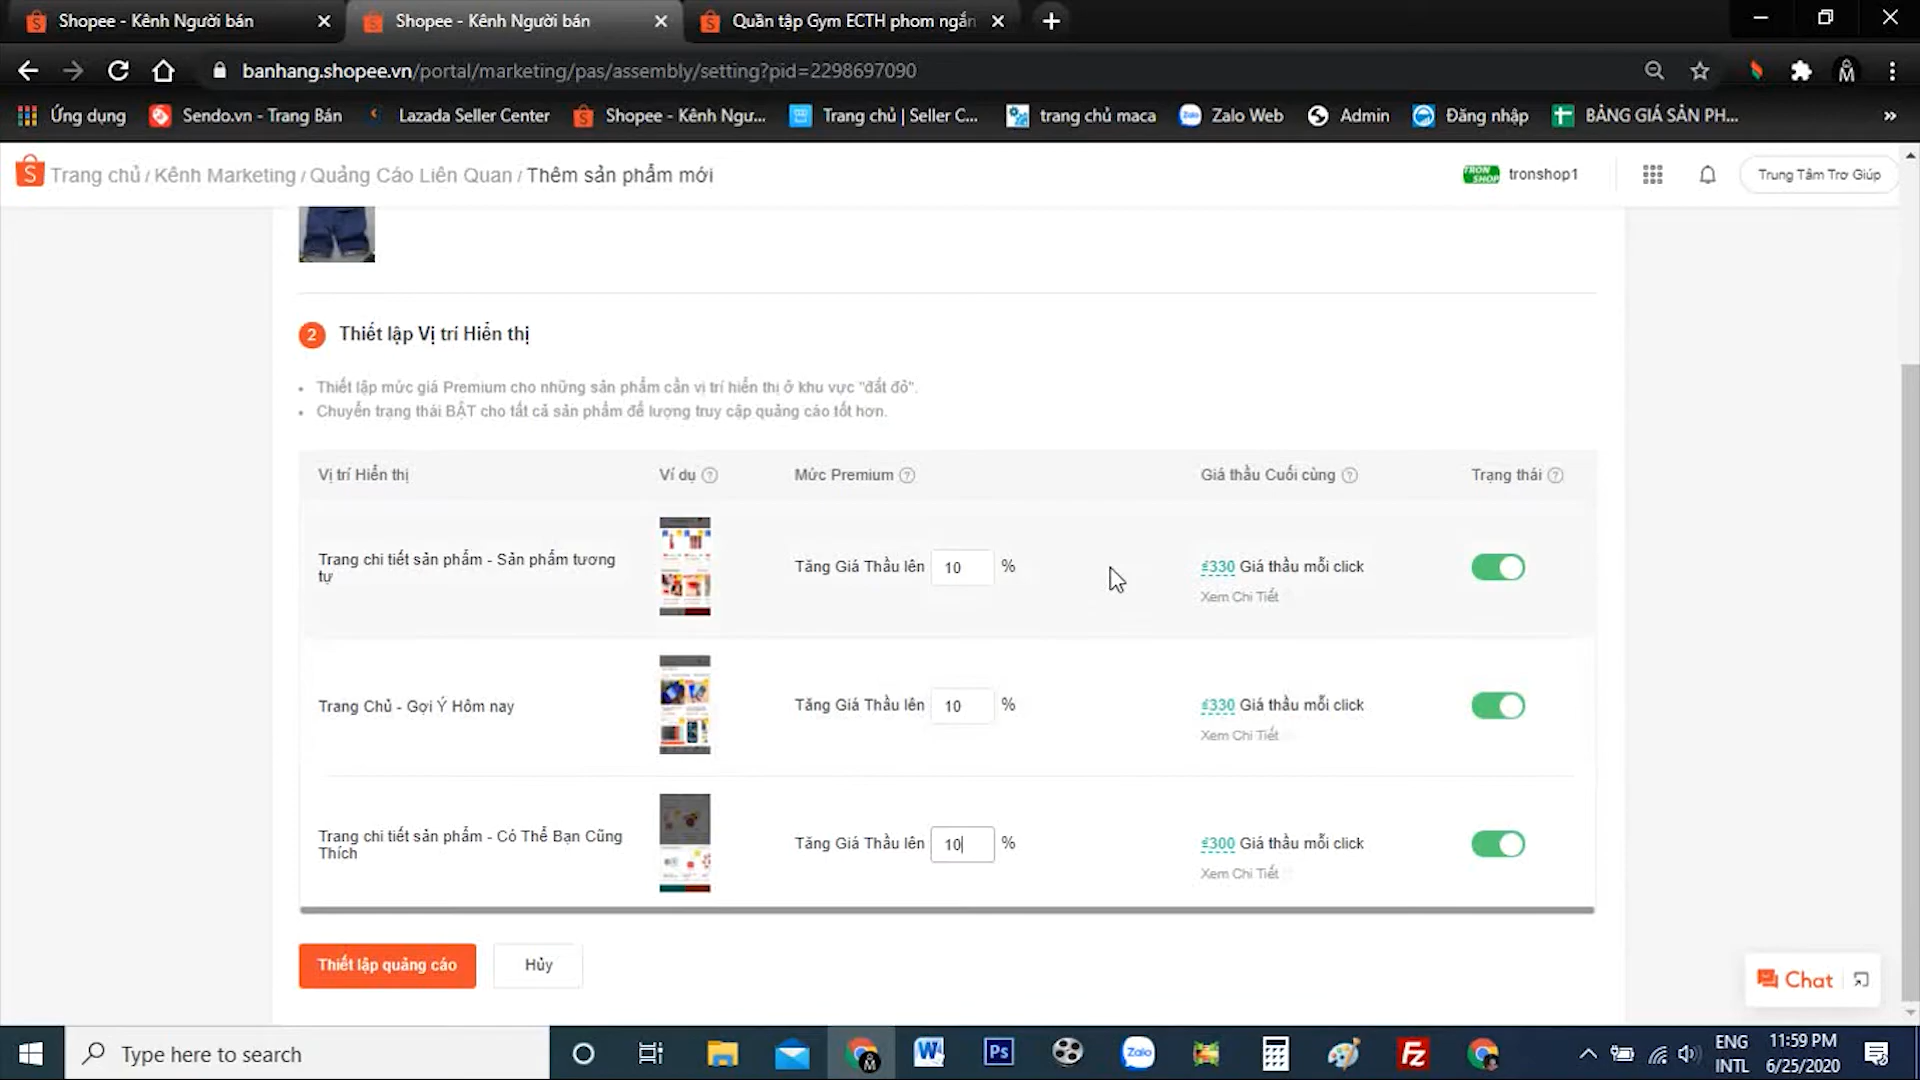 Shopee - Kênh Người bán
Shopee - Kênh Người bán
Quần tập Gym ECTH phom ngắn
banhang.shopee.vn/portal/marketing/pas/assembly/setting?pid=2298697090
Ứng dụng
Sendo.vn - Trang Bán
Lazada Seller Center
Shopee - Kênh Ngư...
Trang chủ | Seller C...
trang chủ maca
Zalo Web
Admin
Đăng nhập
BẢNG GIÁ SẢN PH...
»
Trang chủ / Kênh Marketing / Quảng Cáo Liên Quan / Thêm sản phẩm mới
TRON SHOP
tronshop1
Trung Tâm Trợ Giúp
2 Thiết lập Vị trí Hiển thị
• Thiết lập mức giá Premium cho những sản phẩm cần vị trí hiển thị ở khu vực "đắt đỏ".
• Chuyển trạng thái BẬT cho tất cả sản phẩm để lượng truy cập quảng cáo tốt hơn.
Vị trí Hiển thị
Ví dụ
Mức Premium
Giá thầu Cuối cùng
Trạng thái
Trang chi tiết sản phẩm - Sản phẩm tương
tự
Tăng Giá Thầu lên 10 %
₫330 Giá thầu mỗi click
Xem Chi Tiết
Trang Chủ - Gợi Ý Hôm nay
Tăng Giá Thầu lên 10 %
₫330 Giá thầu mỗi click
Xem Chi Tiết
Trang chi tiết sản phẩm - Có Thể Bạn Cũng
Thích
Tăng Giá Thầu lên 10 %
₫300 Giá thầu mỗi click
Xem Chi Tiết
Thiết lập quảng cáo
Hủy
Chat
Type here to search
W
Ps
Zalo
Fz
ENG
INTL
11:59 PM
6/25/2020